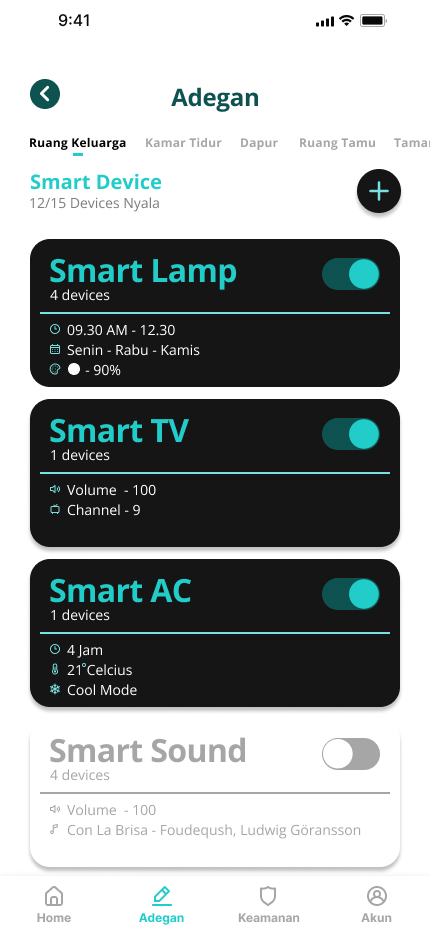 9:41
Adegan
Ruang Keluarga Kamar Tidur Dapur Ruang Tamu Taman
Smart Device
12/15 Devices Nyala
Smart Lamp
4 devices
09.30 AM - 12.30
Senin - Rabu - Kamis
- 90%
Smart TV
1 devices
Volume - 100
Channel - 9
Smart AC
1 devices
4 Jam
21°Celcius
Cool Mode
Smart Sound
4 devices
Volume - 100
Con La Brisa - Foudeqush, Ludwig Göransson
Home Adegan Keamanan Akun